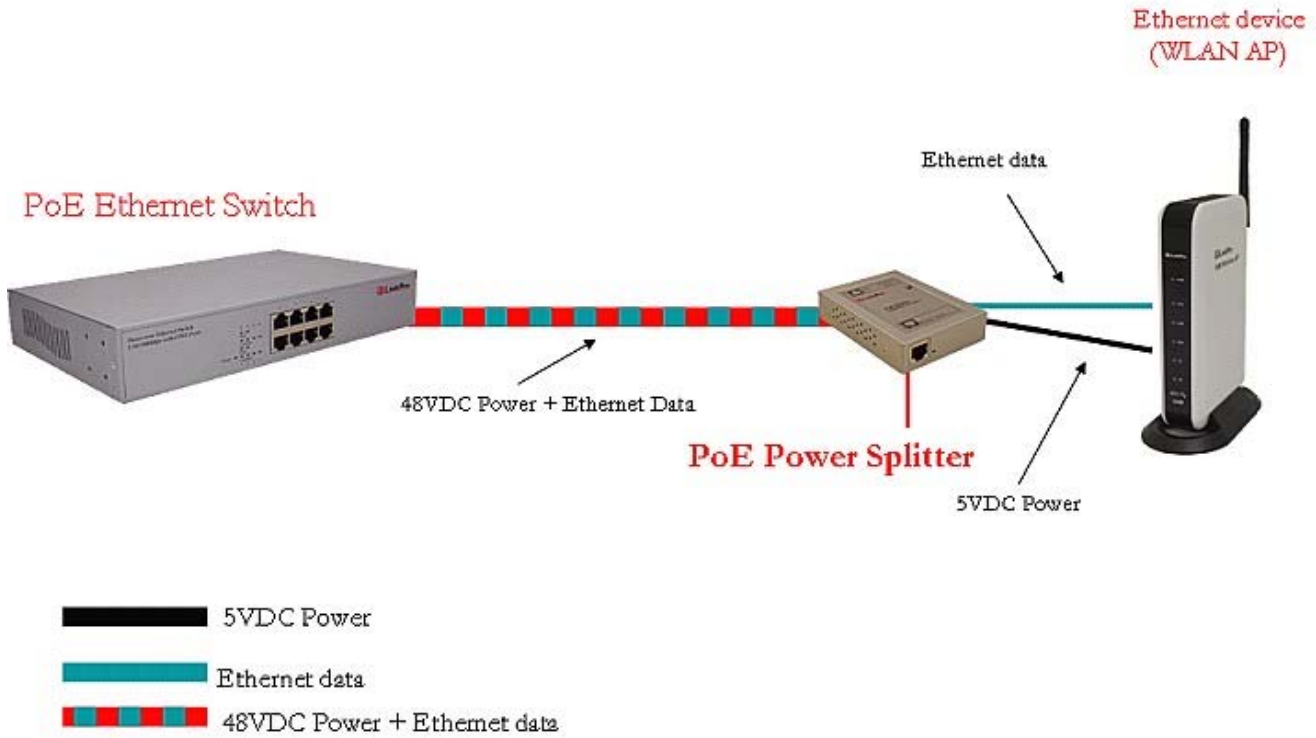 Ethernet device
(WLAN AP)
Ethernet data
PoE Ethernet Switch
48VDC Power + Ethernet Data
PoE Power Splitter
5VDC Power
5VDC Power
Ethernet data
48VDC Power + Ethernet data